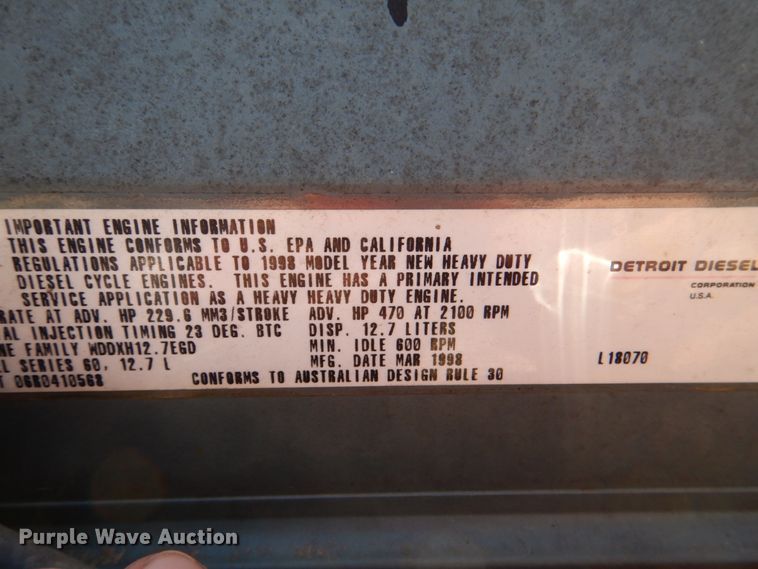 IMPORTANT ENGINE INFORMATION
THIS ENGINE CONFORMS TO U.S. EPA AND CALIFORNIA
REGULATIONS APPLICABLE TO 1998 MODEL YEAR NEW HEAVY DUTY
DIESEL CYCLE ENGINES. THIS ENGINE HAS A PRIMARY INTENDED
SERVICE APPLICATION AS A HEAVY HEAVY DUTY ENGINE.
RATE AT ADV. HP 229.6 MM3/STROKE ADV. HP 470 AT 2100 RPM
AL INJECTION TIMING 23 DEG. BTC DISP. 12.7 LITERS
NE FAMILY WDDXH12.7EGD MIN. IDLE 600 RPM
L SERIES 60, 12.7 L MFG. DATE MAR 1998
T 06R0410568 CONFORMS TO AUSTRALIAN DESIGN RULE 30
DETROIT DIESEL
CORPORATION
U.S.A.
L18070
Purple Wave Auction